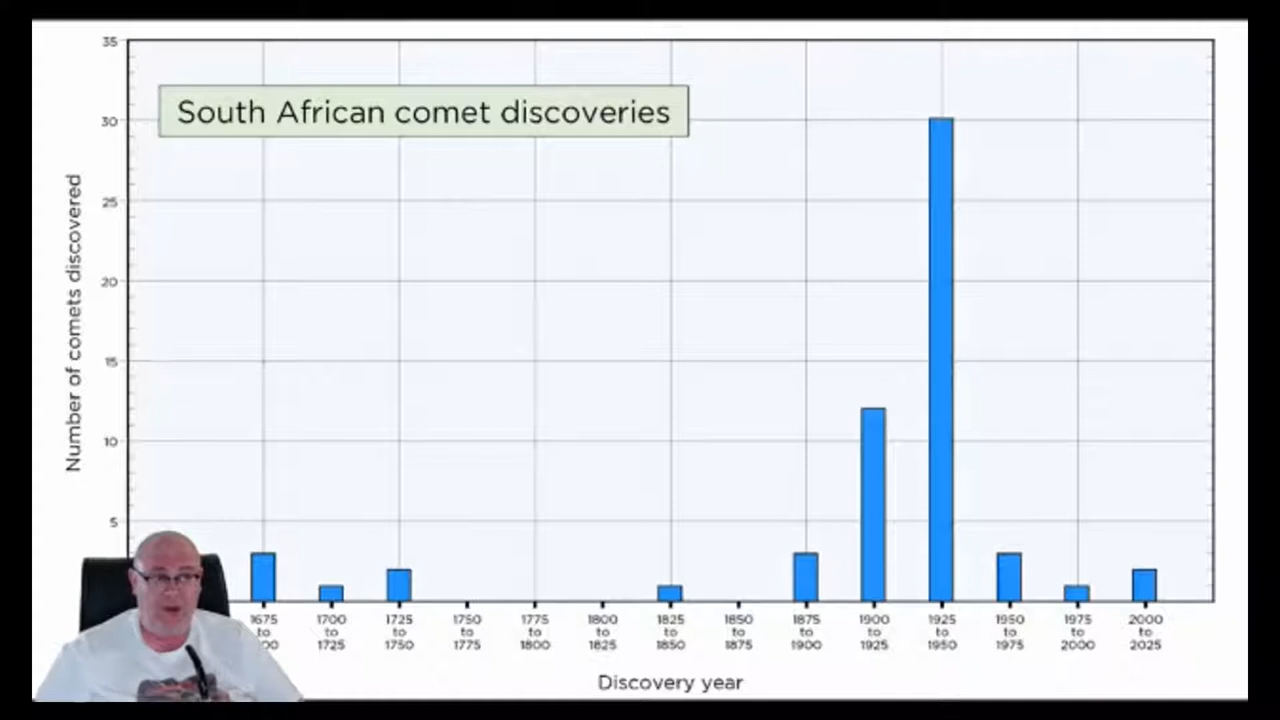 South African comet discoveries
Number of comets discovered
35
30
25
20
15
10
5
1675 to
1700 to 1725
1725 to 1750
1750 to 1775
1775 to 1800
1800 to 1825
1825 to 1850
1850 to 1875
1875 to 1900
1900 to 1925
1925 to 1950
1950 to 1975
1975 to 2000
2000 to 2025
Discovery year